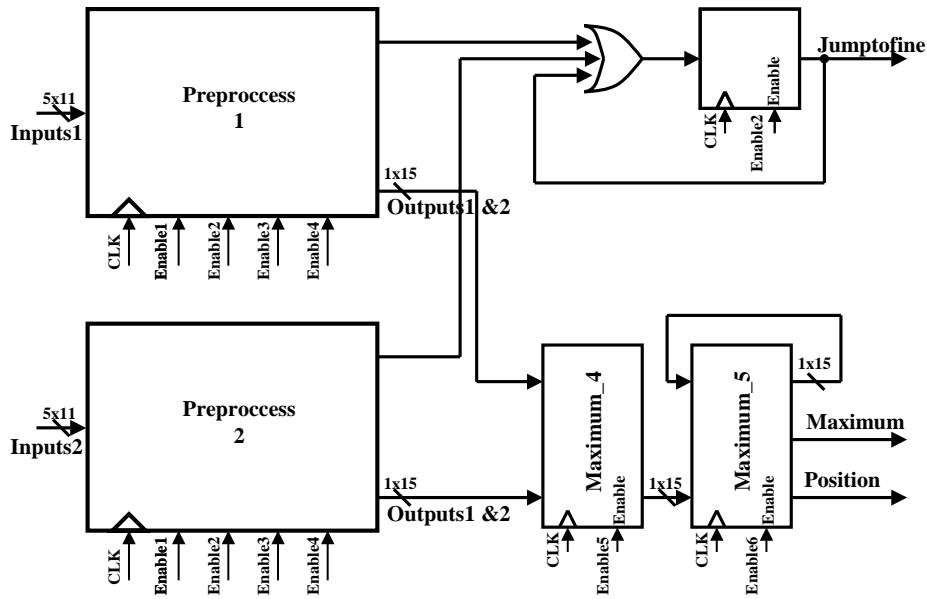 5x11
Inputs1
Preproccess
1
1x15
Outputs1 &2
CLK
Enable1
Enable2
Enable3
Enable4
Jumptofine
Enable
CLK
Enable2
5x11
Inputs2
Preproccess
2
1x15
Outputs1 &2
CLK
Enable1
Enable2
Enable3
Enable4
Maximum_4
Enable
CLK
Enable5
1x15
Maximum_5
Enable
CLK
Enable6
1x15
Maximum
Position